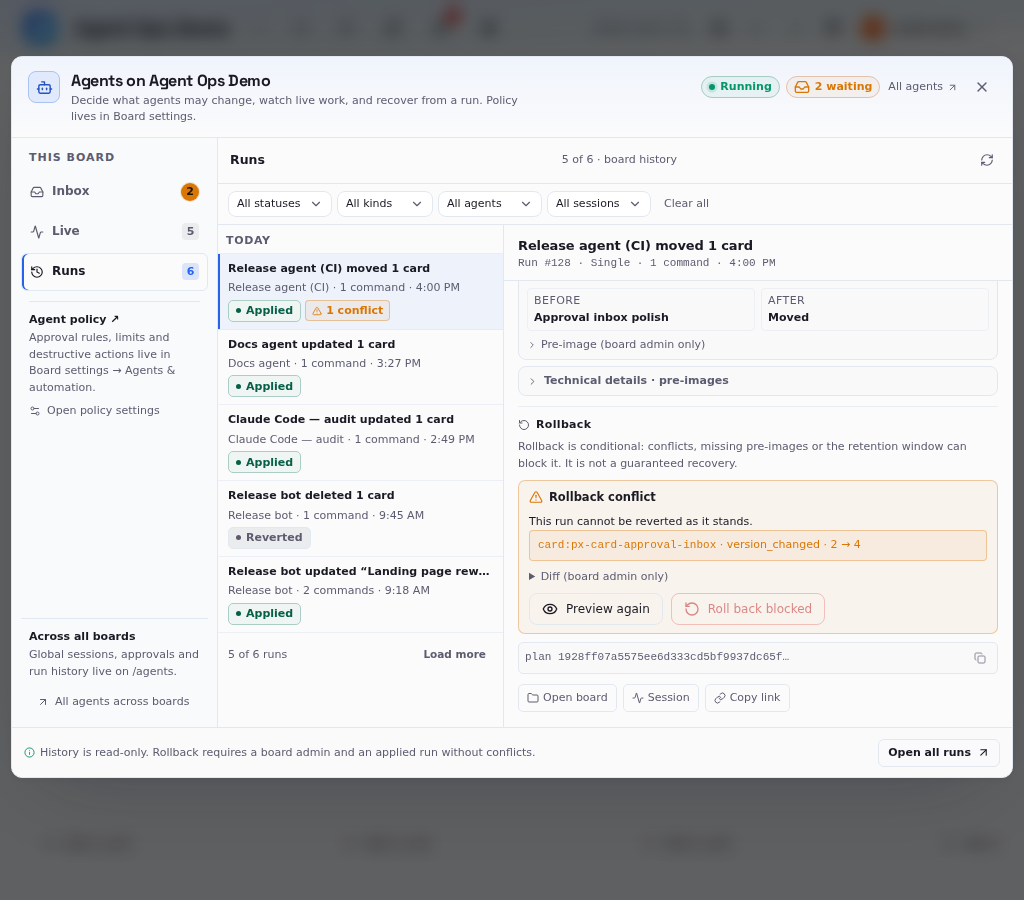 Agents on Agent Ops Demo
Decide what agents may change, watch live work, and recover from a run. Policy
lives in Board settings.
Running
2 waiting
All agents ↗
THIS BOARD
Inbox
2
Live
5
Runs
6
Agent policy ↗
Approval rules, limits and
destructive actions live in
Board settings → Agents &
automation.
Open policy settings
Across all boards
Global sessions, approvals and
run history live on /agents.
All agents across boards
Runs
5 of 6 · board history
All statuses
All kinds
All agents
All sessions
Clear all
TODAY
Release agent (CI) moved 1 card
Release agent (CI) · 1 command · 4:00 PM
Applied
1 conflict
Docs agent updated 1 card
Docs agent · 1 command · 3:27 PM
Applied
Claude Code — audit updated 1 card
Claude Code — audit · 1 command · 2:49 PM
Applied
Release bot deleted 1 card
Release bot · 1 command · 9:45 AM
Reverted
Release bot updated “Landing page rew…
Release bot · 2 commands · 9:18 AM
Applied
5 of 6 runs
Load more
Release agent (CI) moved 1 card
Run #128 · Single · 1 command · 4:00 PM
BEFORE
Approval inbox polish
AFTER
Moved
Pre-image (board admin only)
Technical details · pre-images
Rollback
Rollback is conditional: conflicts, missing pre-images or the retention window can
block it. It is not a guaranteed recovery.
Rollback conflict
This run cannot be reverted as it stands.
card:px-card-approval-inbox · version_changed · 2 → 4
Diff (board admin only)
Preview again
Roll back blocked
plan 1928ff07a5575ee6d333cd5bf9937dc65f…
Open board
Session
Copy link
History is read-only. Rollback requires a board admin and an applied run without conflicts.
Open all runs